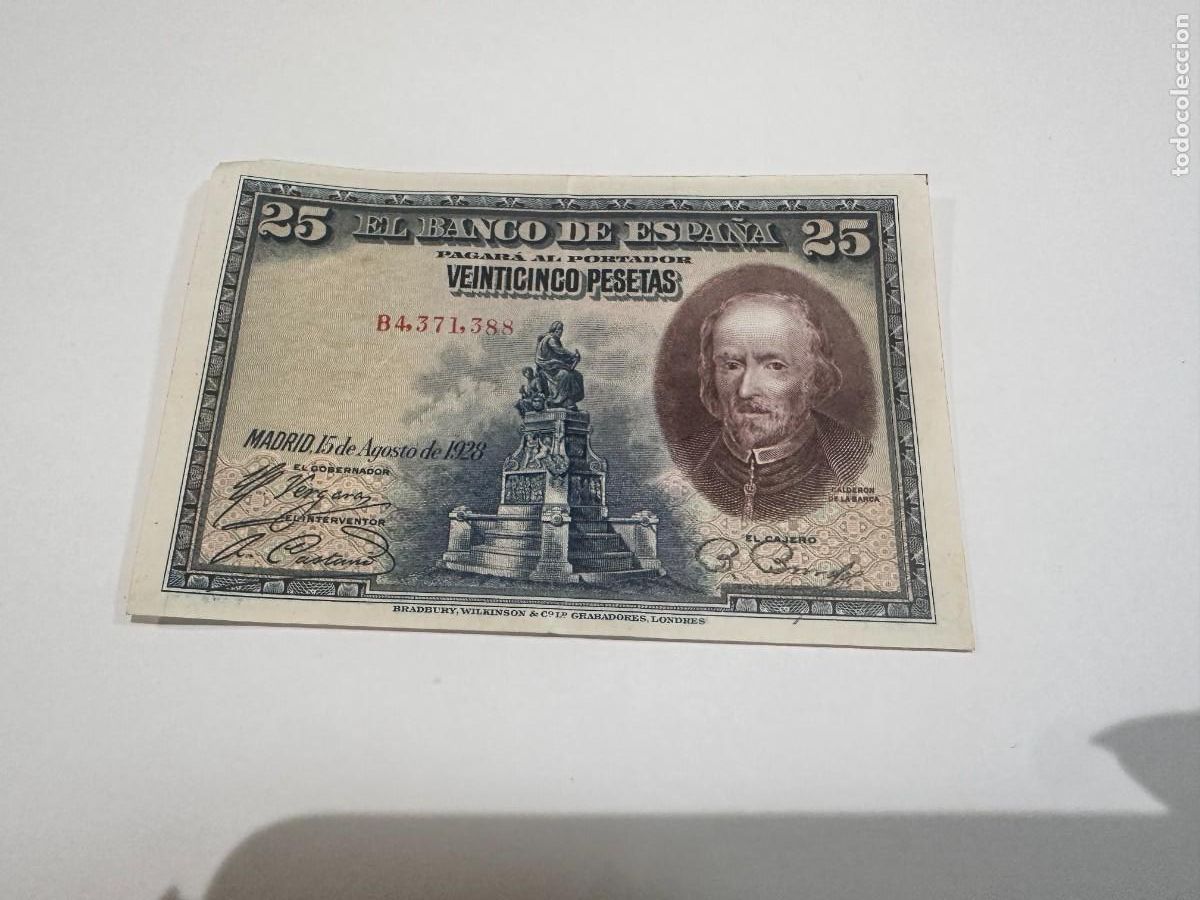 25 EL BANCO DE ESPAÑA 25
PAGARÁ AL PORTADOR
VEINTICINCO PESETAS
B4,371,388
MADRID, 15 de Agosto de 1928
EL GOBERNADOR
EL INTERVENTOR
CALDERON
DE LA BARCA
EL CAJERO
BRADBURY, WILKINSON & Cº Lᴰ GRABADORES, LONDRES
todocoleccion